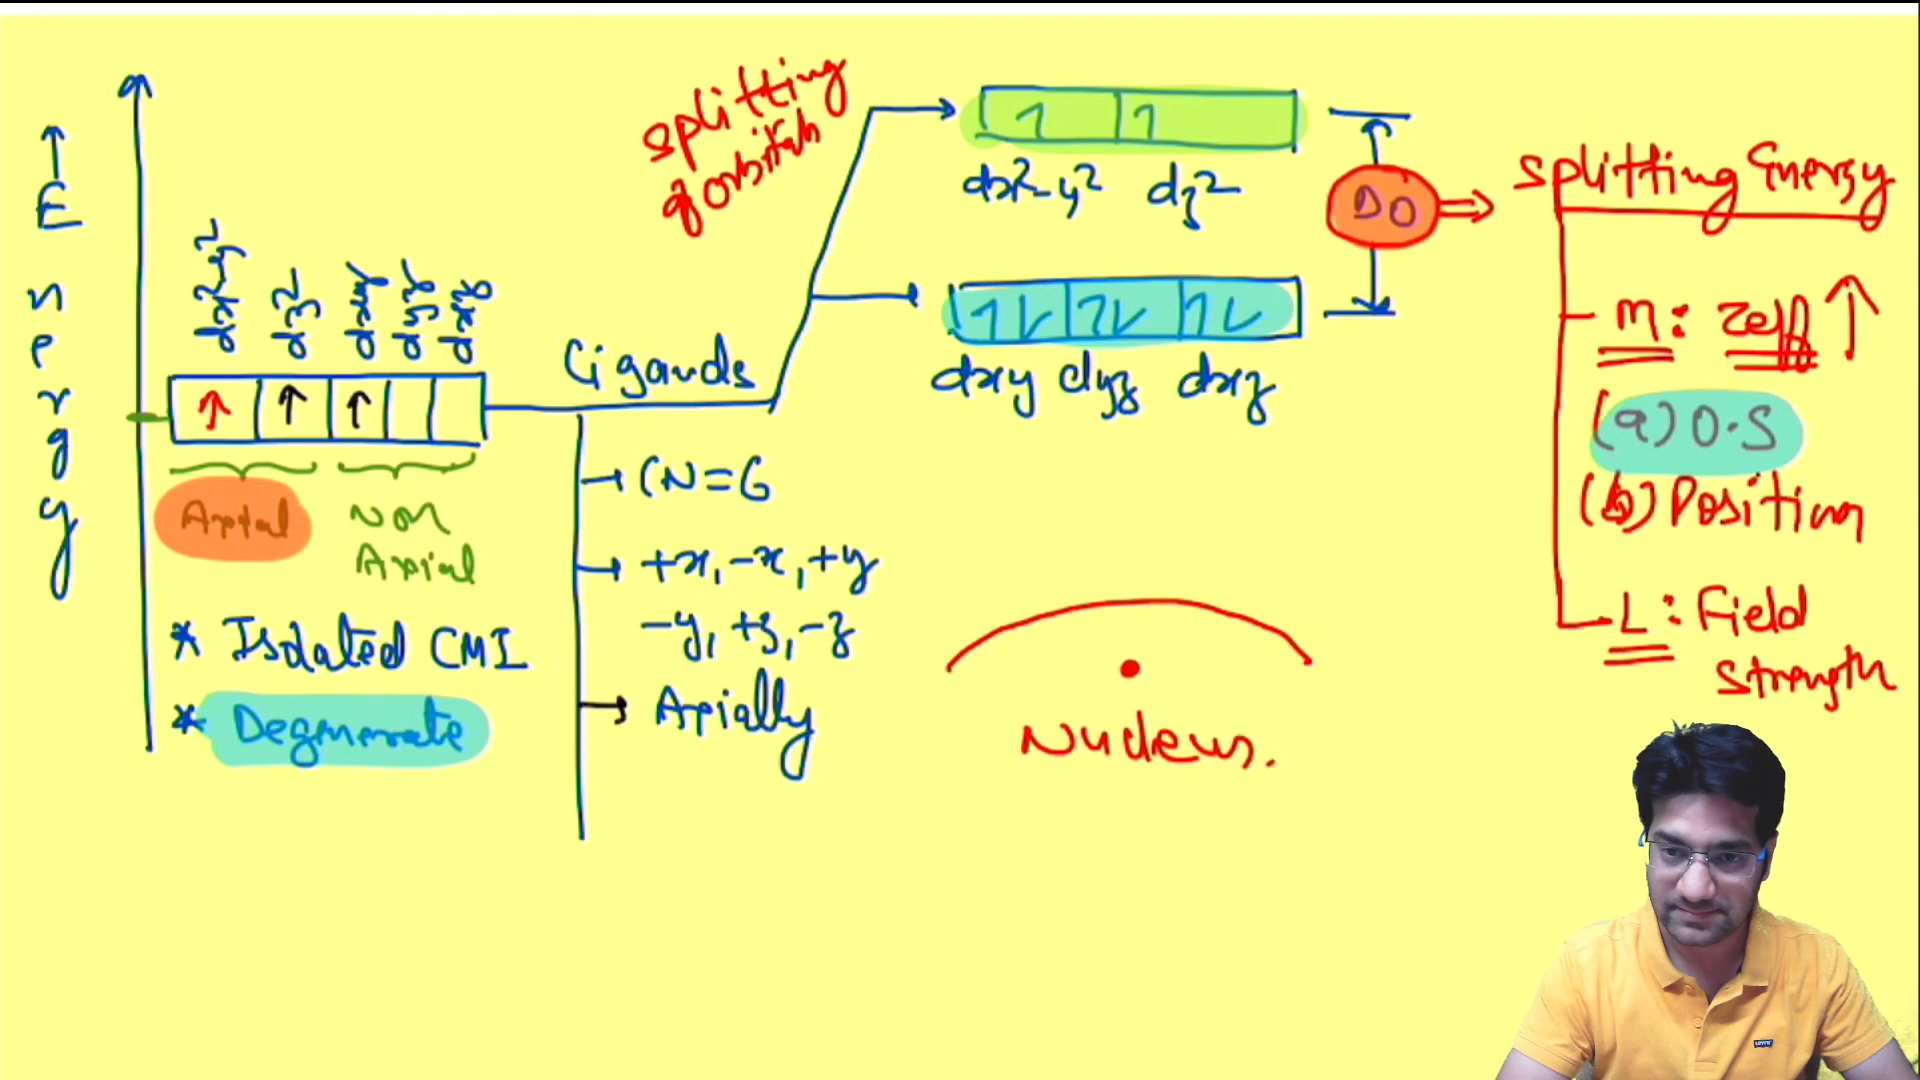 Energy
E →
dx²-y² dz² dxy dyz dxz
Axial
Non
Axial
* Isolated CMI
* Degenerate
Ligands
→ CN=6
→ +x, -x, +y
-y, +z, -z
→ Axially
splitting
of orbitals
dx²-y² dz²
dxy dyz dxz
Δo
Splitting Energy
M: Zeff ↑
(a) O.S
(b) Position
L: Field
Strength
Nucleus.